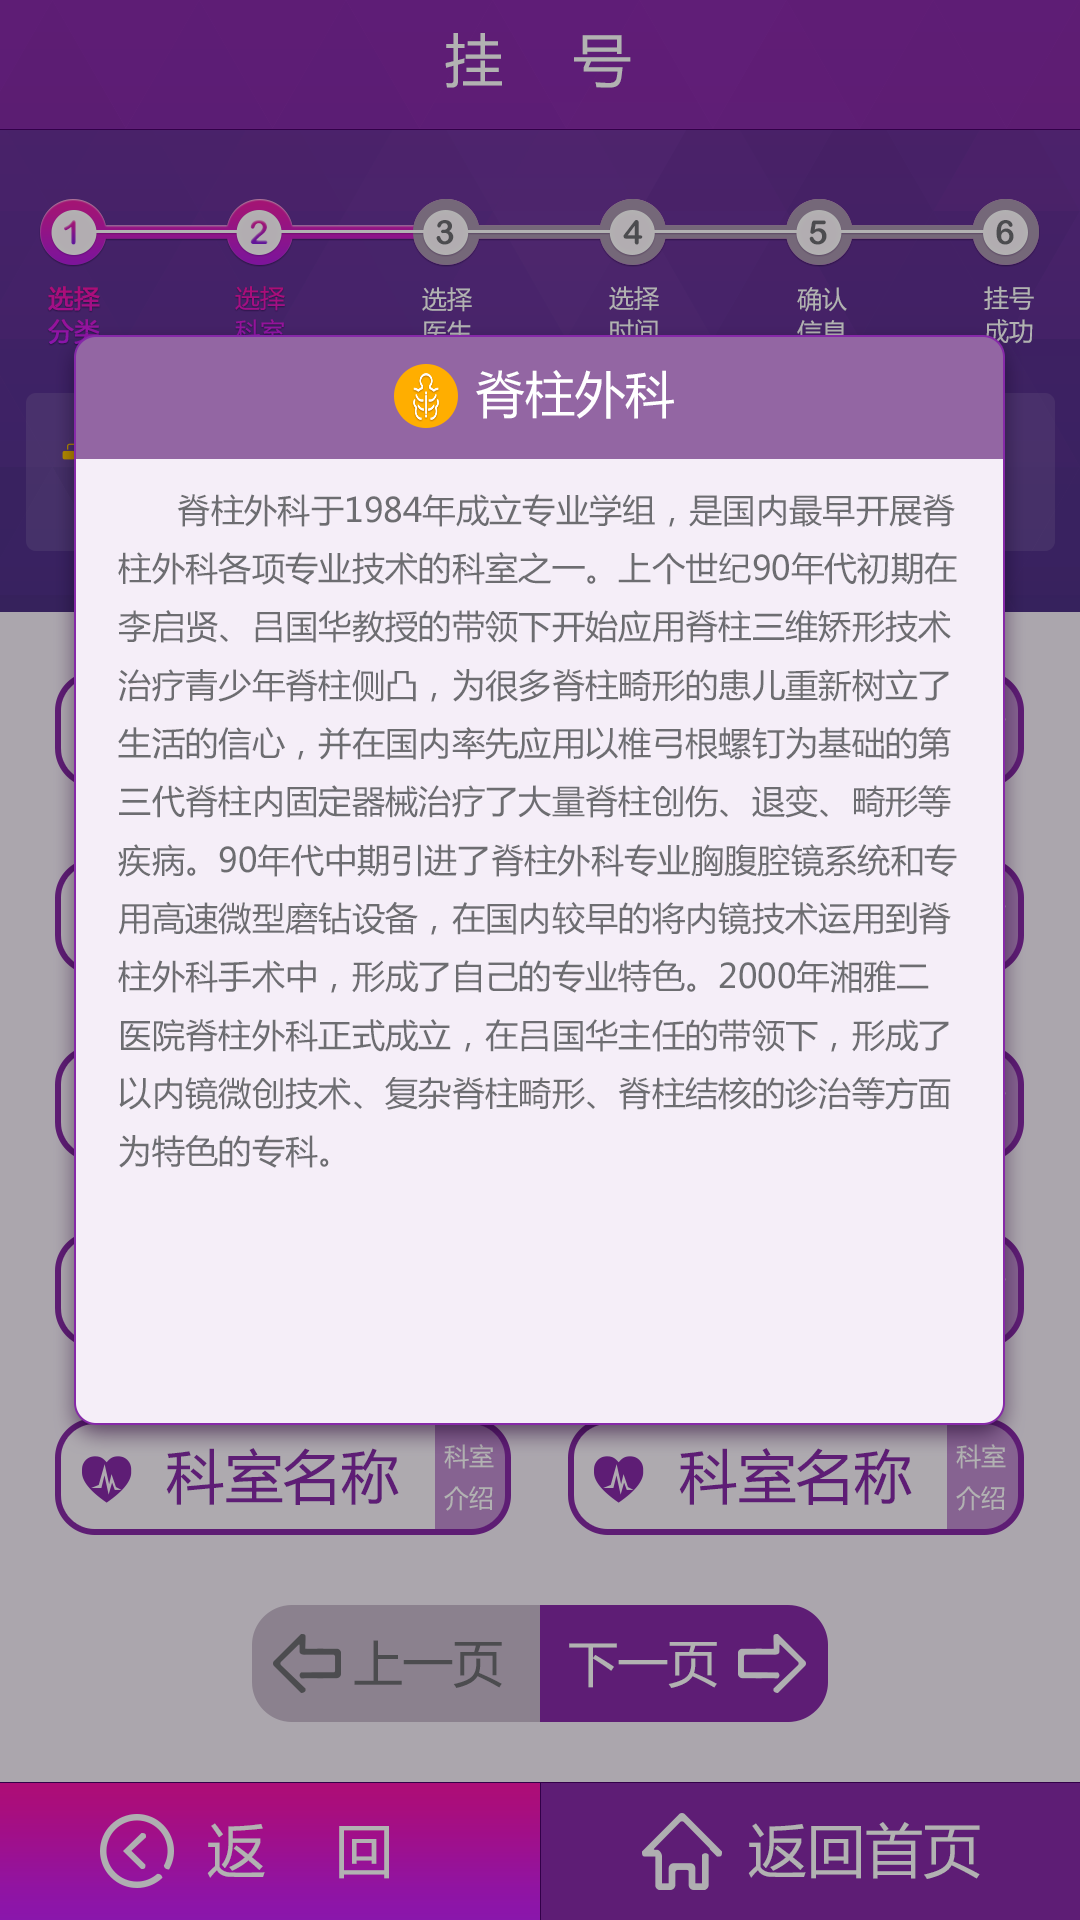 挂 号
1 2 3 4 5 6
选择 选择 选择 选择 确认 挂号
分类 科室 医生 时间 信息 成功
脊柱外科
脊柱外科于1984年成立专业学组，是国内最早开展脊
柱外科各项专业技术的科室之一。上个世纪90年代初期在
李启贤、吕国华教授的带领下开始应用脊柱三维矫形技术
治疗青少年脊柱侧凸，为很多脊柱畸形的患儿重新树立了
生活的信心，并在国内率先应用以椎弓根螺钉为基础的第
三代脊柱内固定器械治疗了大量脊柱创伤、退变、畸形等
疾病。90年代中期引进了脊柱外科专业胸腹腔镜系统和专
用高速微型磨钻设备，在国内较早的将内镜技术运用到脊
柱外科手术中，形成了自己的专业特色。2000年湘雅二
医院脊柱外科正式成立，在吕国华主任的带领下，形成了
以内镜微创技术、复杂脊柱畸形、脊柱结核的诊治等方面
为特色的专科。
科室名称 科室介绍 科室名称 科室介绍
上一页 下一页
返 回 返回首页